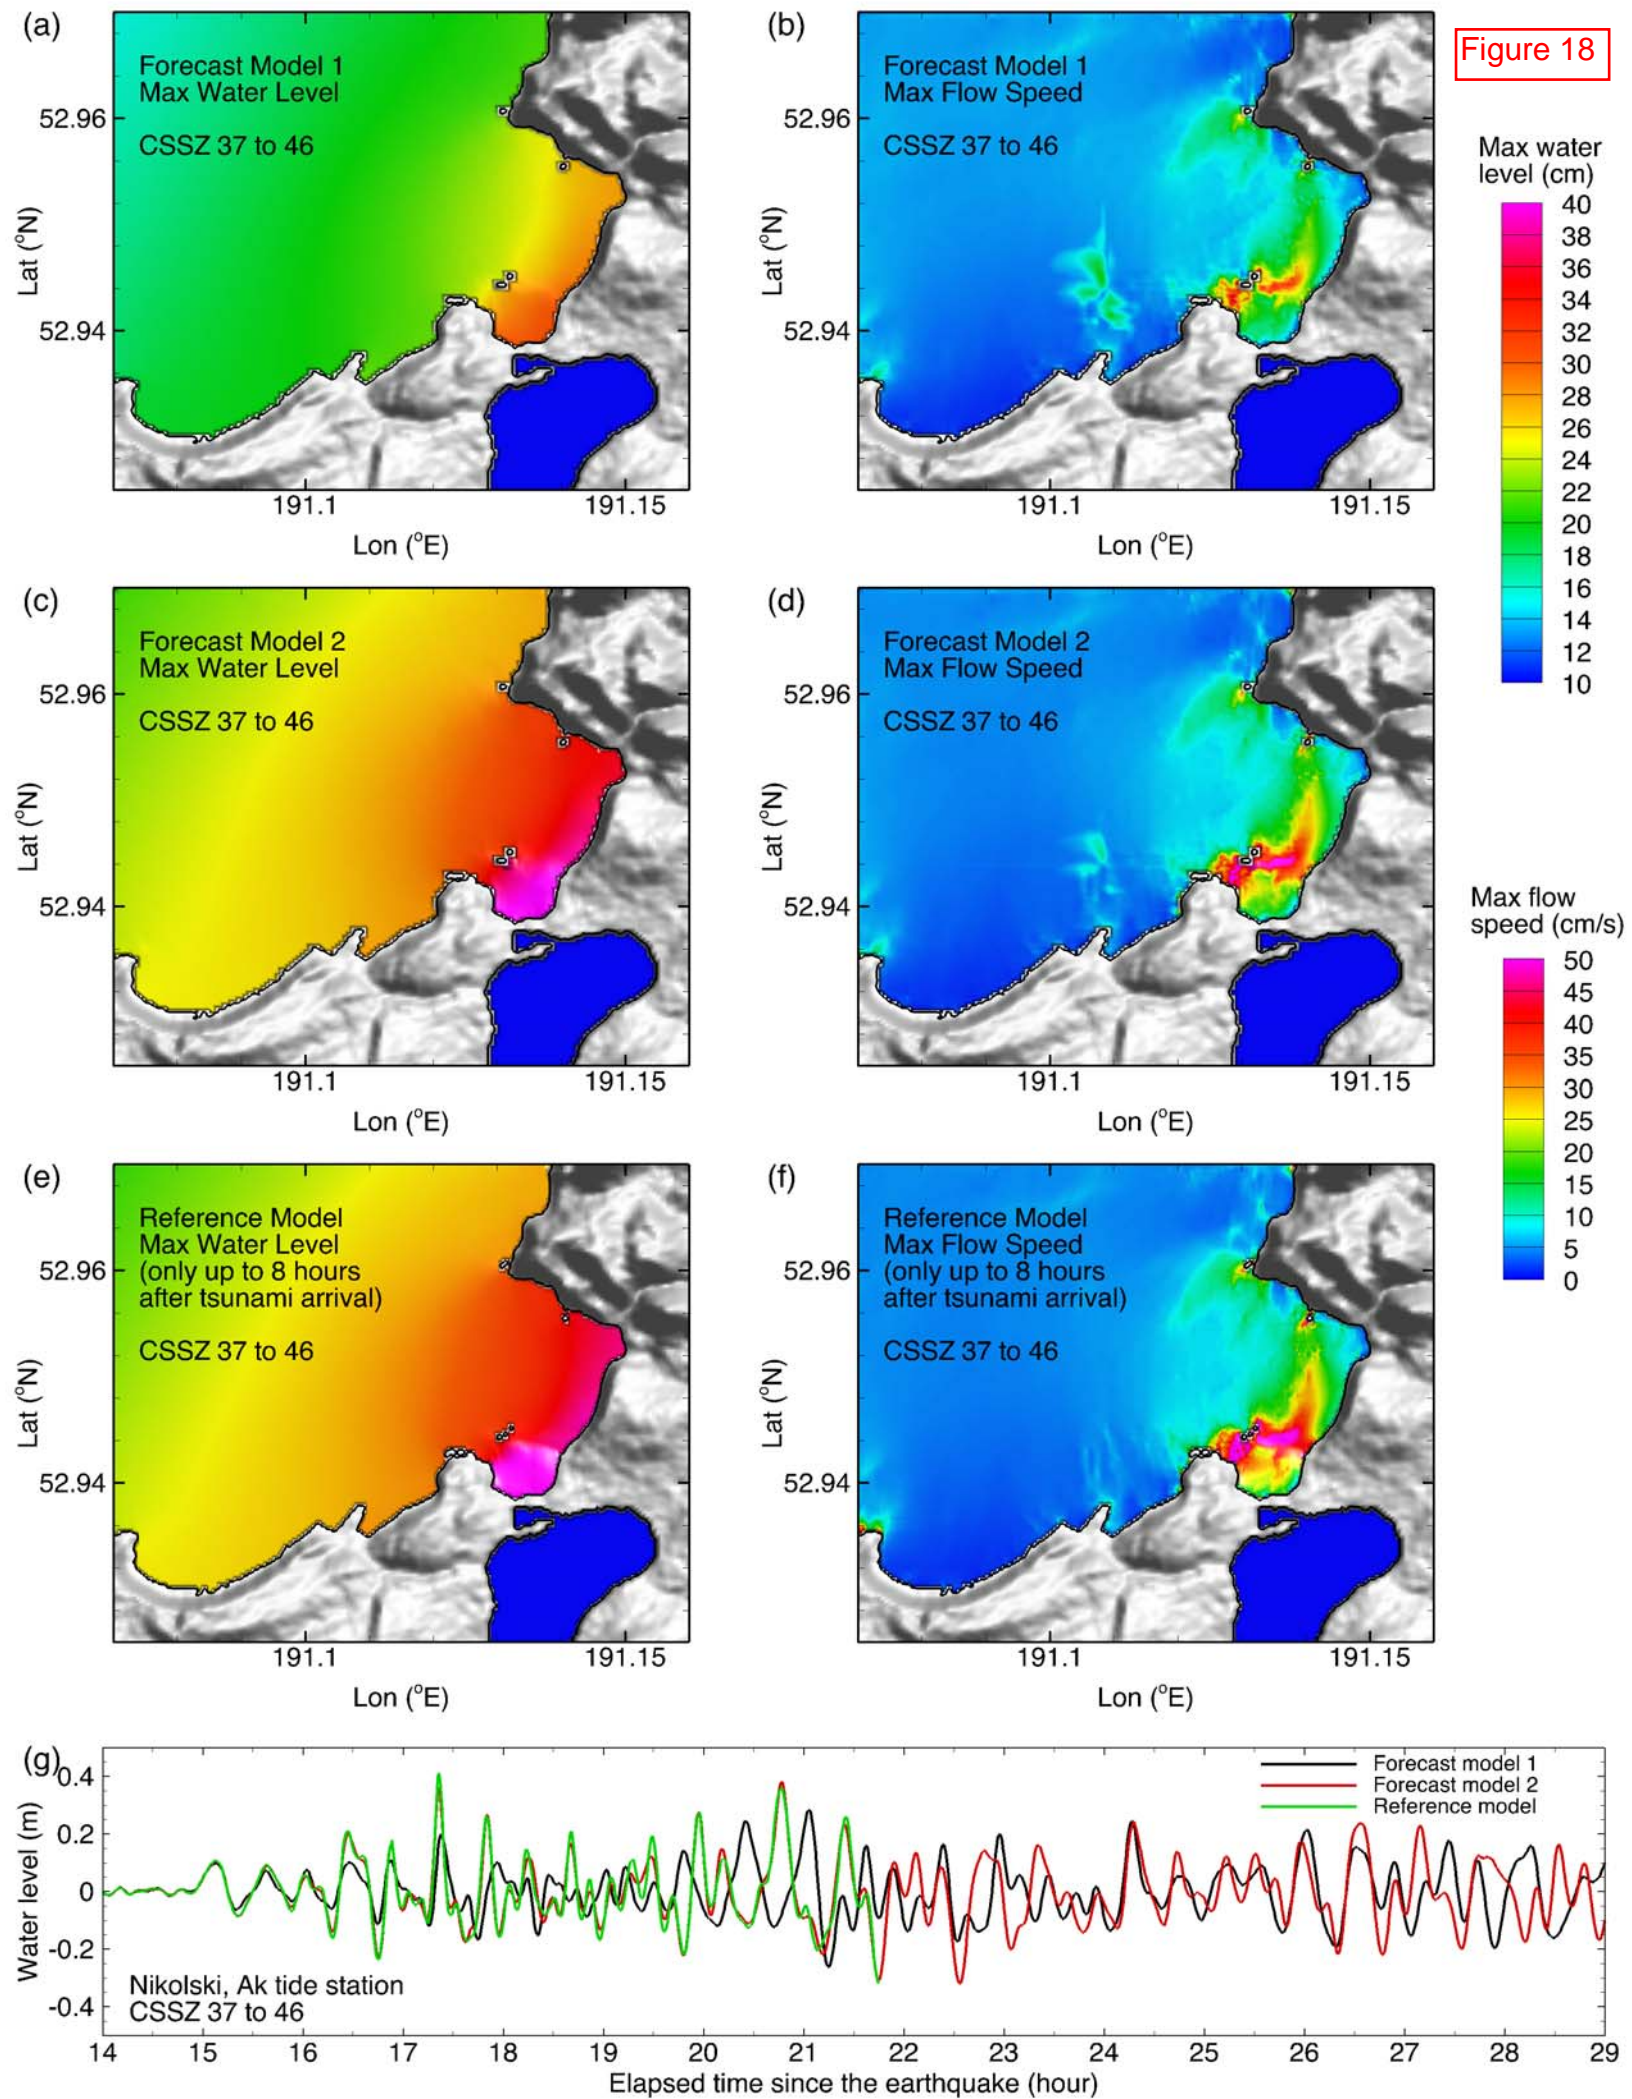 Figure 18
(a)
Forecast Model 1
Max Water Level
CSSZ 37 to 46
52.96
52.94
Lat (°N)
191.1
191.15
Lon (°E)
(b)
Forecast Model 1
Max Flow Speed
CSSZ 37 to 46
52.96
52.94
Lat (°N)
191.1
191.15
Lon (°E)
Max water
level (cm)
40
38
36
34
32
30
28
26
24
22
20
18
16
14
12
10
(c)
Forecast Model 2
Max Water Level
CSSZ 37 to 46
52.96
52.94
Lat (°N)
191.1
191.15
Lon (°E)
(d)
Forecast Model 2
Max Flow Speed
CSSZ 37 to 46
52.96
52.94
Lat (°N)
191.1
191.15
Lon (°E)
Max flow
speed (cm/s)
50
45
40
35
30
25
20
15
10
5
0
(e)
Reference Model
Max Water Level
(only up to 8 hours
after tsunami arrival)
CSSZ 37 to 46
52.96
52.94
Lat (°N)
191.1
191.15
Lon (°E)
(f)
Reference Model
Max Flow Speed
(only up to 8 hours
after tsunami arrival)
CSSZ 37 to 46
52.96
52.94
Lat (°N)
191.1
191.15
Lon (°E)
(g)
0.4
0.2
0
-0.2
-0.4
Water level (m)
Forecast model 1
Forecast model 2
Reference model
Nikolski, Ak tide station
CSSZ 37 to 46
14 15 16 17 18 19 20 21 22 23 24 25 26 27 28 29
Elapsed time since the earthquake (hour)